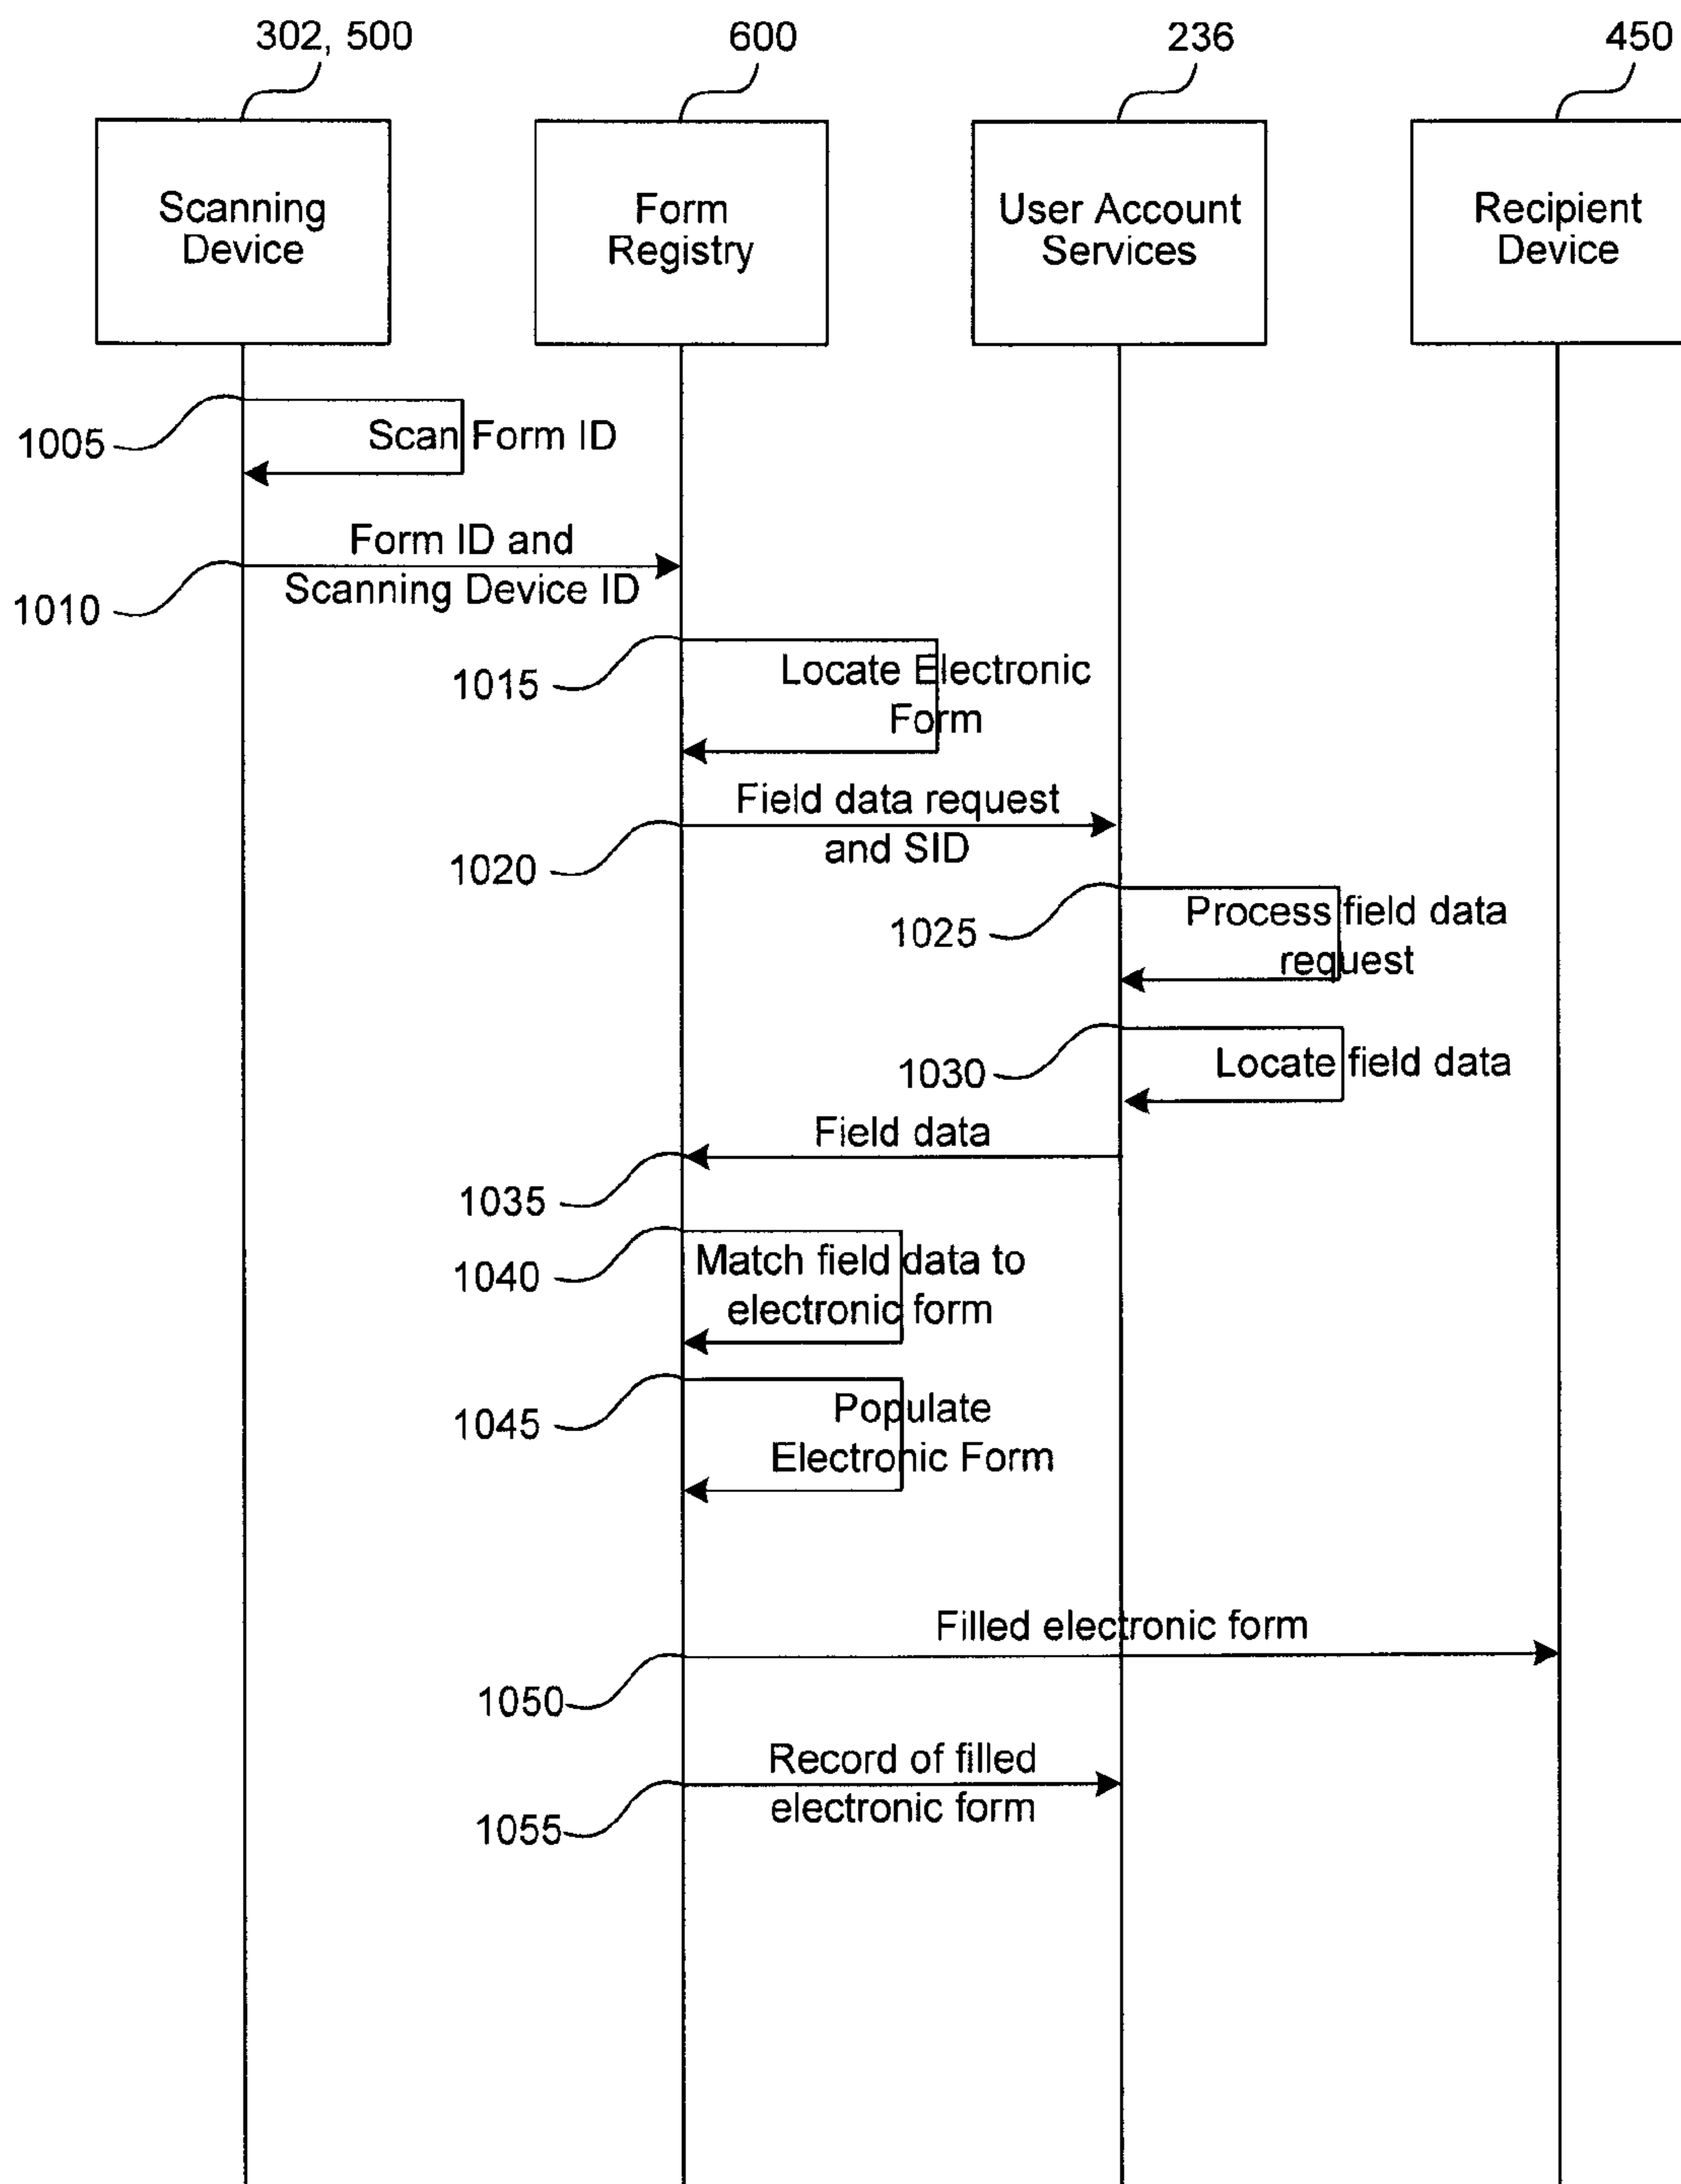 302, 500
600
236
450
Scanning
Device
Form
Registry
User Account
Services
Recipient
Device
1005
Scan Form ID
Form ID and
Scanning Device ID
1010
1015
Locate Electronic
Form
Field data request
and SID
1020
Process field data
request
1025
1030
Locate field data
Field data
1035
Match field data to
electronic form
1040
Populate
Electronic Form
1045
Filled electronic form
1050
Record of filled
electronic form
1055